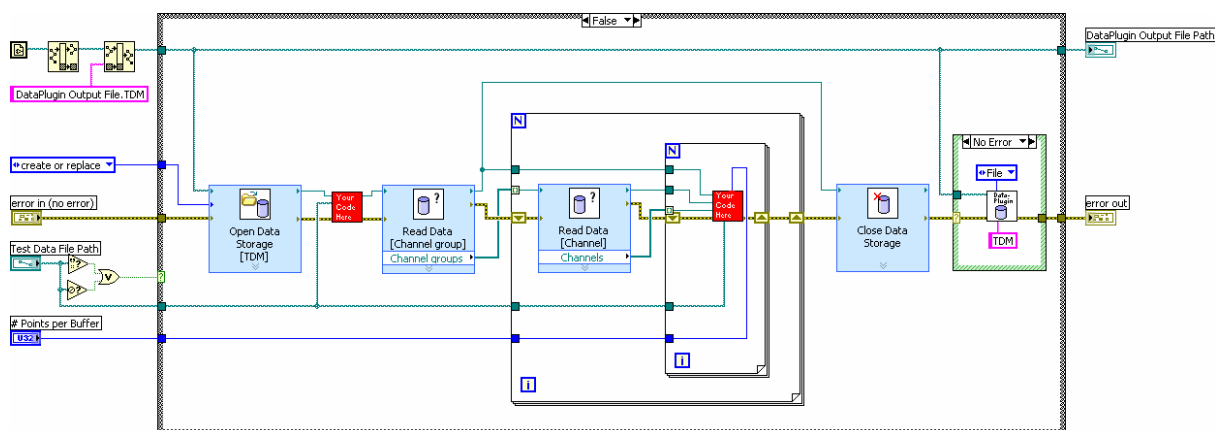 False
DataPlugin Output File Path
DataPlugin Output File.TDM
N
create or replace
N
No Error
File
error in (no error)
Your
Code
Here
Your
Code
Here
Data
Plugin
error out
Open Data
Storage
[TDM]
Read Data
[Channel group]
Channel groups
Read Data
[Channel]
Channels
Close Data
Storage
TDM
Test Data File Path
# Points per Buffer
U32
i
i